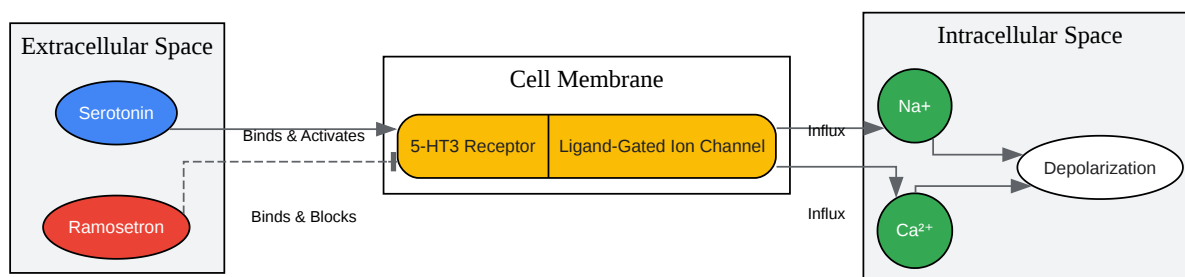 Extracellular Space
Serotonin
Ramosetron
Binds & Activates
Binds & Blocks
Cell Membrane
5-HT3 Receptor
Ligand-Gated Ion Channel
Influx
Influx
Intracellular Space
Na+
Ca²⁺
Depolarization